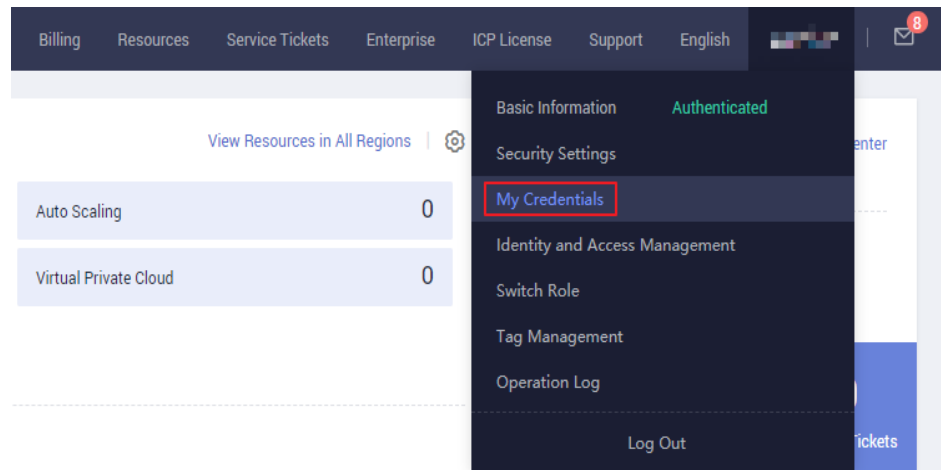 Billing Resources Service Tickets Enterprise ICP License Support English 8
Basic Information Authenticated
View Resources in All Regions
Security Settings
Auto Scaling 0
My Credentials
Identity and Access Management
Virtual Private Cloud 0
Switch Role
Tag Management
Operation Log
Log Out